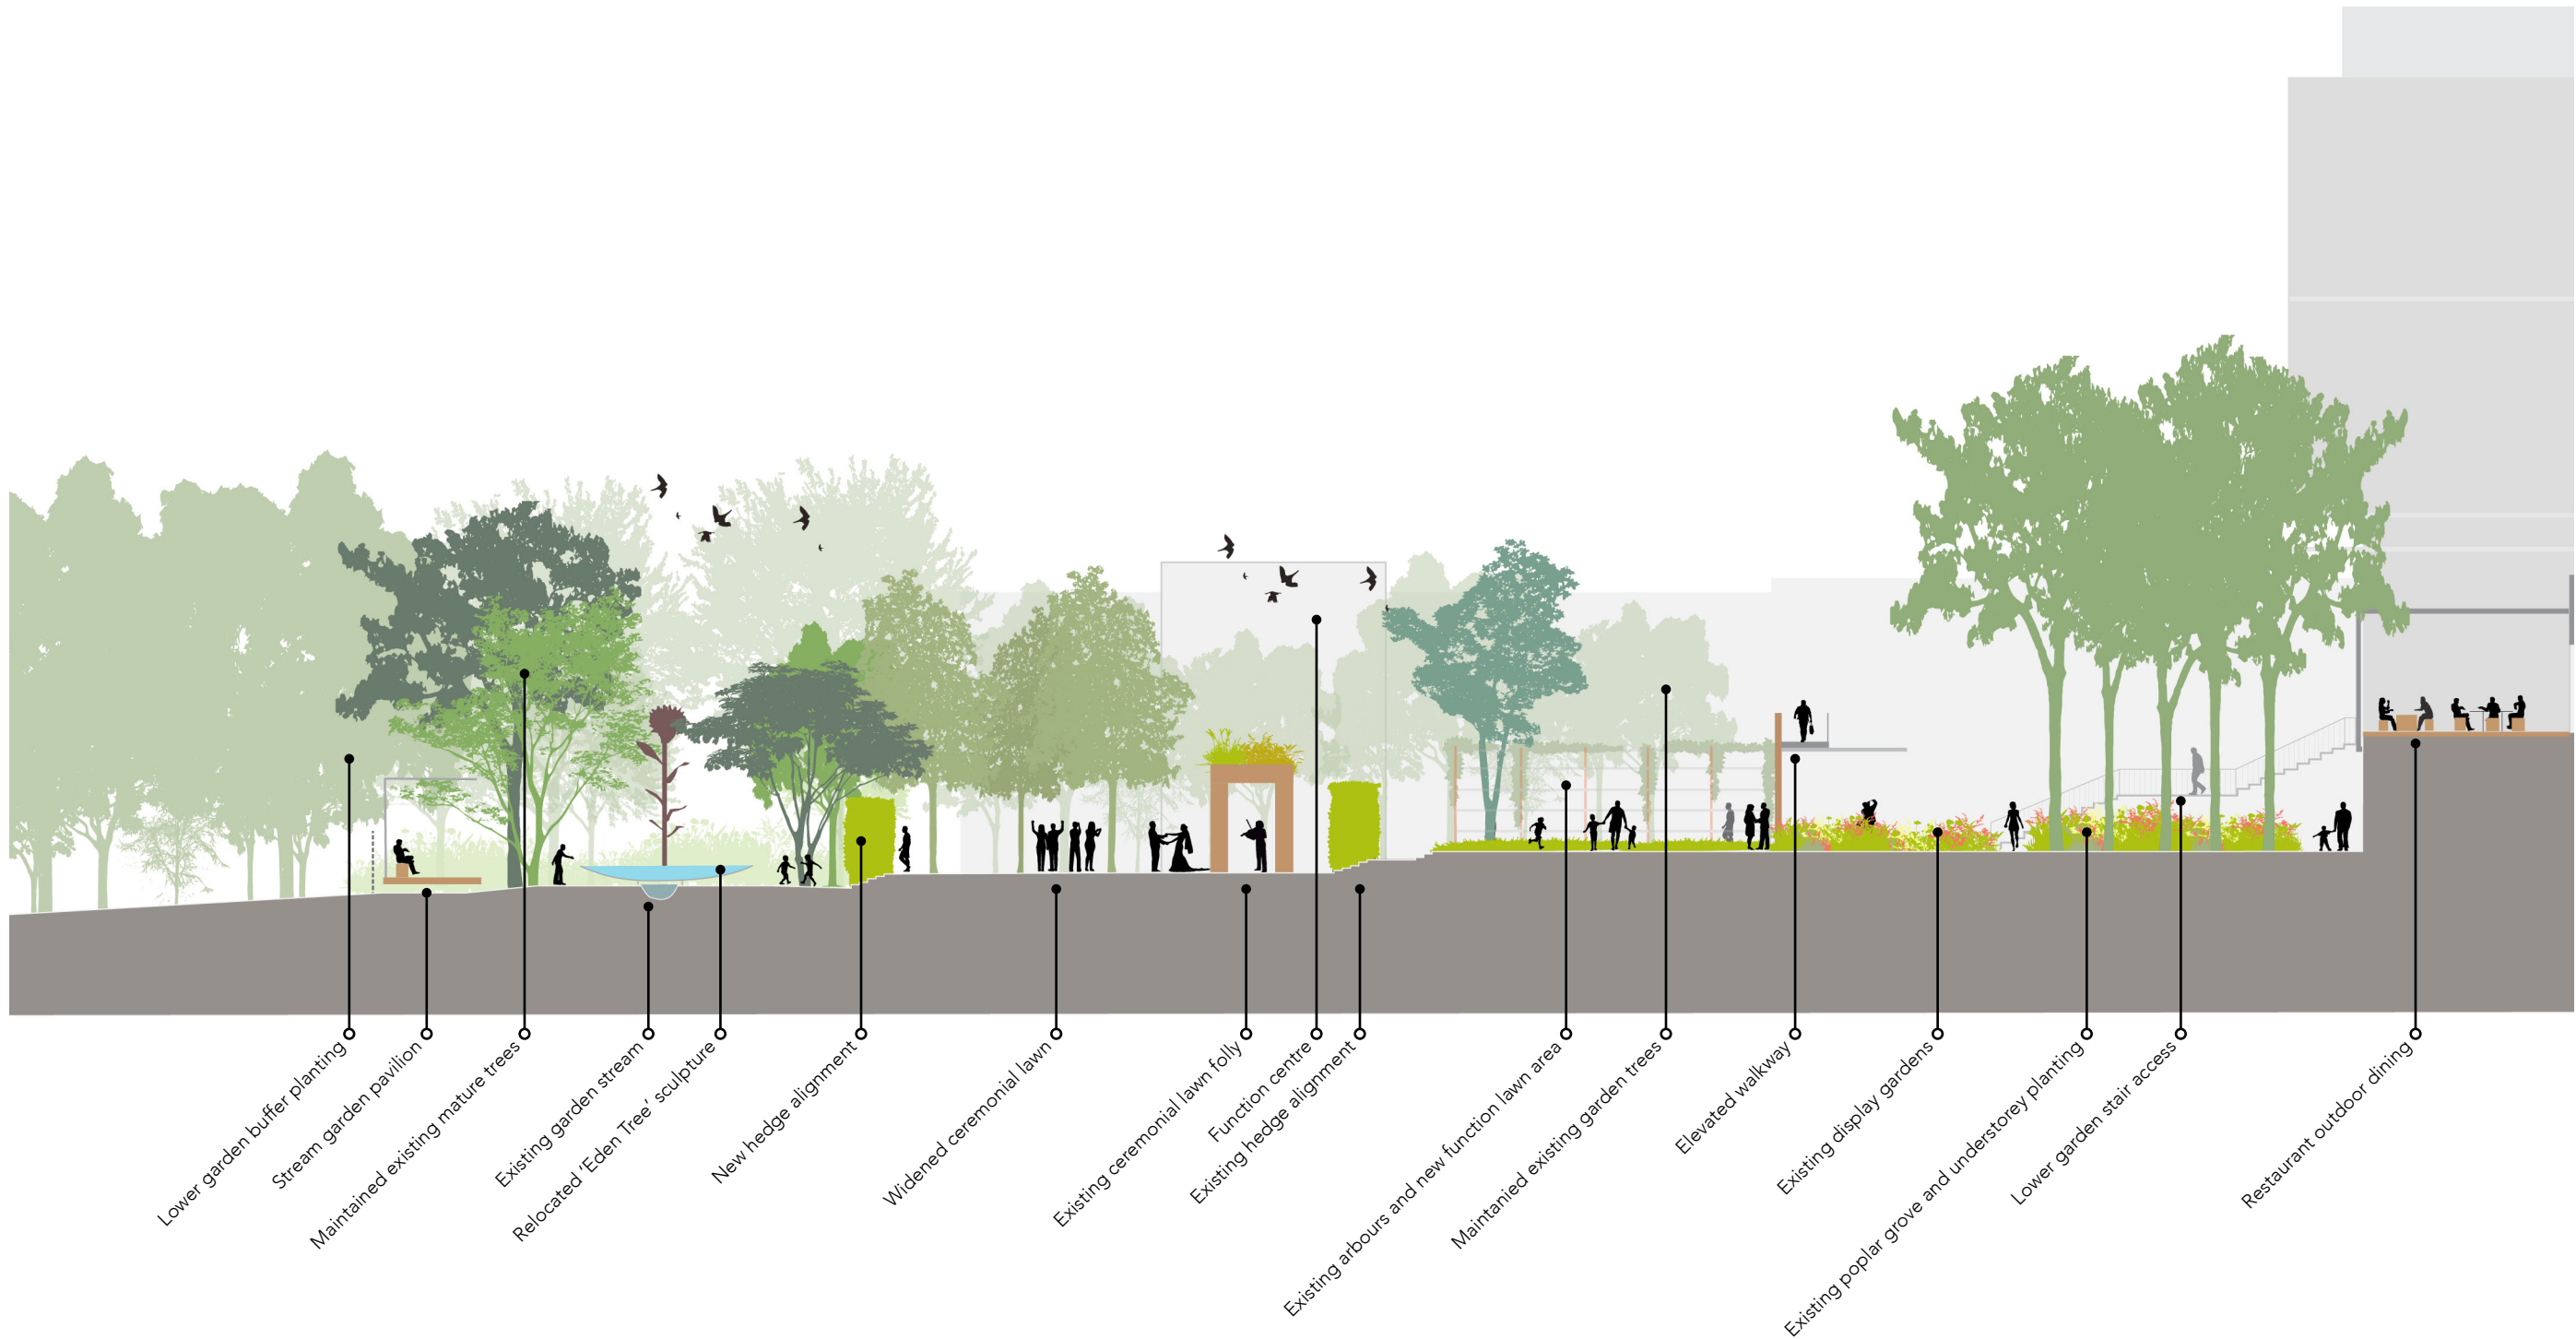 Lower garden buffer planting
Stream garden pavilion
Maintained existing mature trees
Existing garden stream
Relocated ‘Eden Tree’ sculpture
New hedge alignment
Widened ceremonial lawn
Existing ceremonial lawn folly
Function centre
Existing hedge alignment
Existing arbours and new function lawn area
Maintanied existing garden trees
Elevated walkway
Existing display gardens
Existing poplar grove and understorey planting
Lower garden stair access
Restaurant outdoor dining